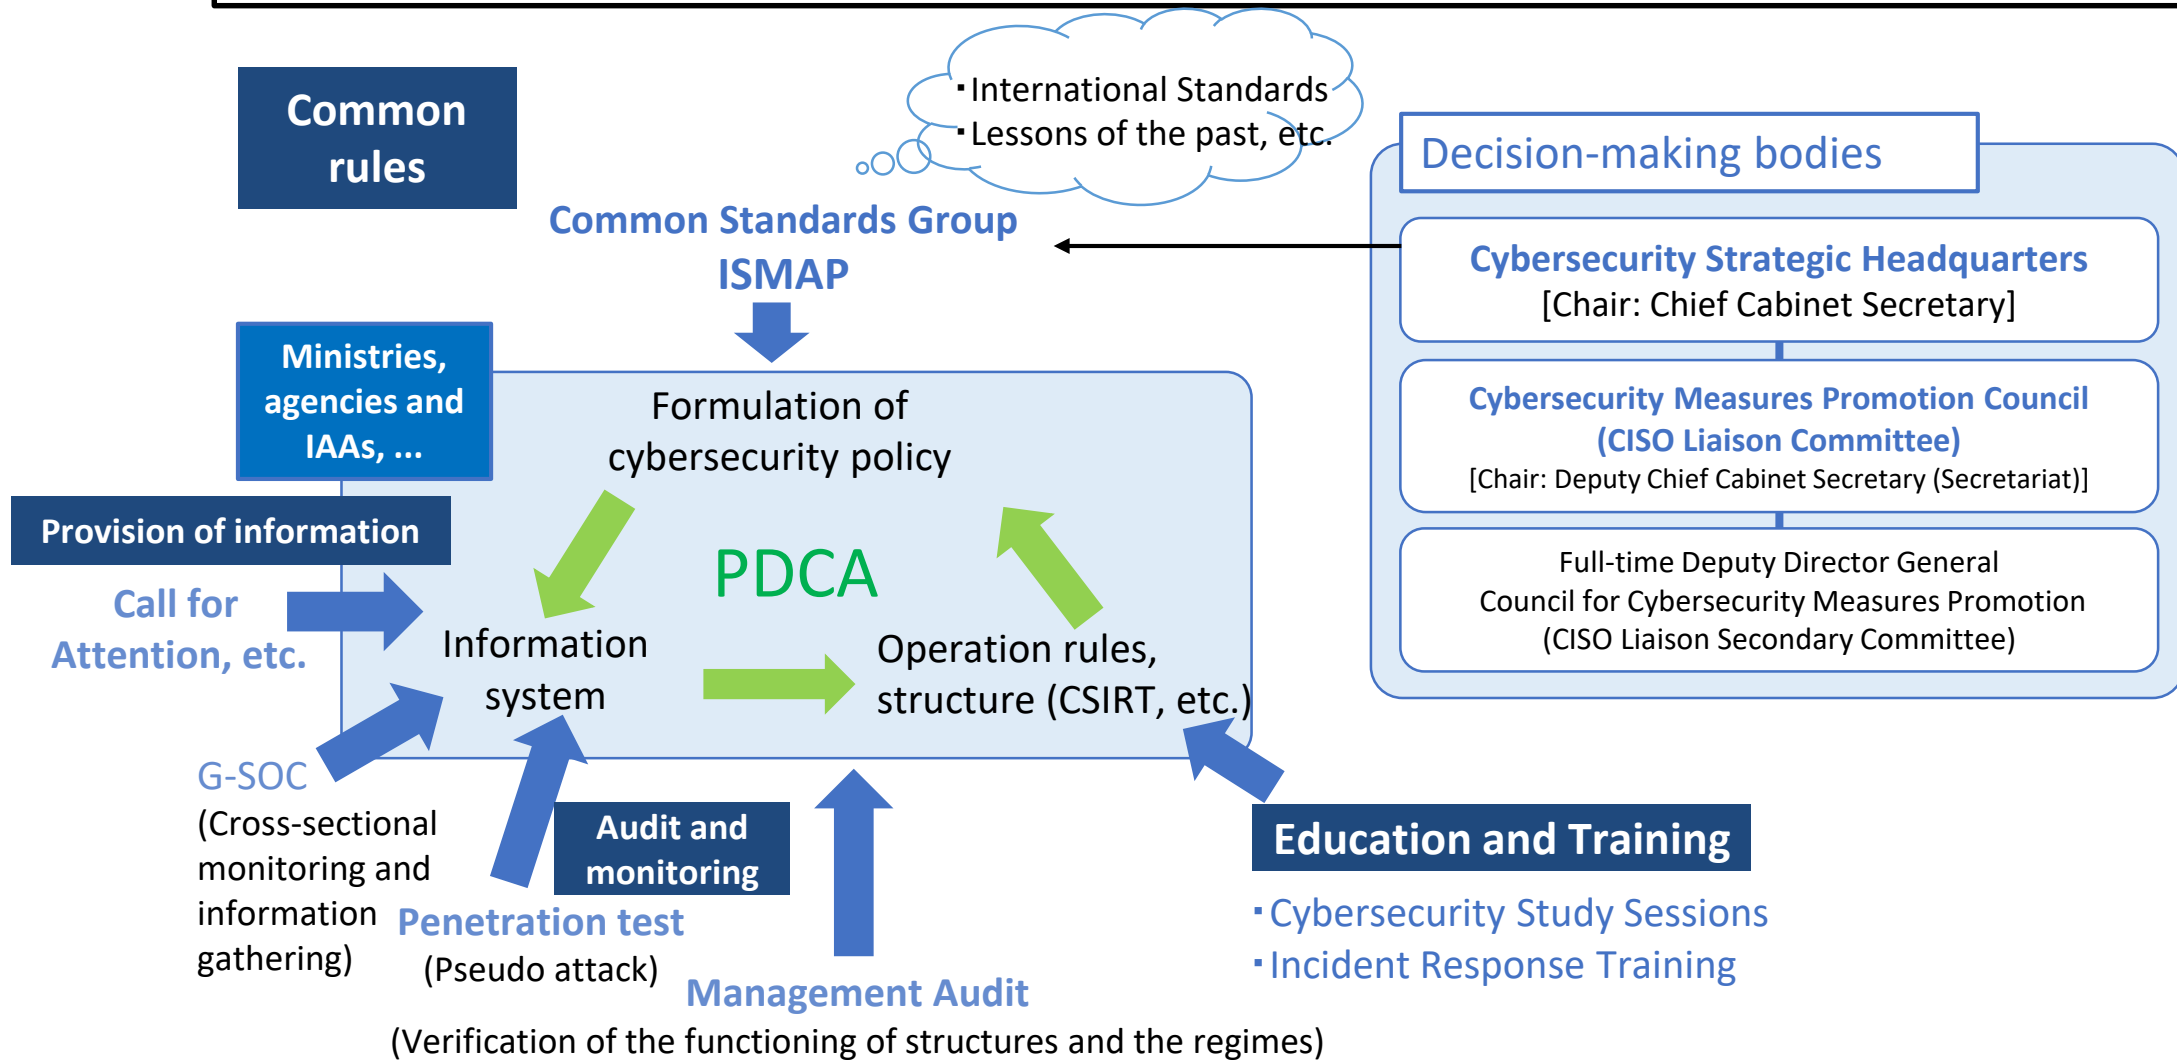 Common
rules
▪International Standards
▪Lessons of the past, etc.
Common Standards Group
ISMAP
Decision-making bodies
Cybersecurity Strategic Headquarters
[Chair: Chief Cabinet Secretary]
Cybersecurity Measures Promotion Council
(CISO Liaison Committee)
[Chair: Deputy Chief Cabinet Secretary (Secretariat)]
Full-time Deputy Director General
Council for Cybersecurity Measures Promotion
(CISO Liaison Secondary Committee)
Ministries,
agencies and
IAAs, ...
Formulation of
cybersecurity policy
PDCA
Information
system
Operation rules,
structure (CSIRT, etc.)
Provision of information
Call for
Attention, etc.
G-SOC
(Cross-sectional
monitoring and
information
gathering)
Audit and
monitoring
Penetration test
(Pseudo attack)
Management Audit
(Verification of the functioning of structures and the regimes)
Education and Training
▪Cybersecurity Study Sessions
▪Incident Response Training